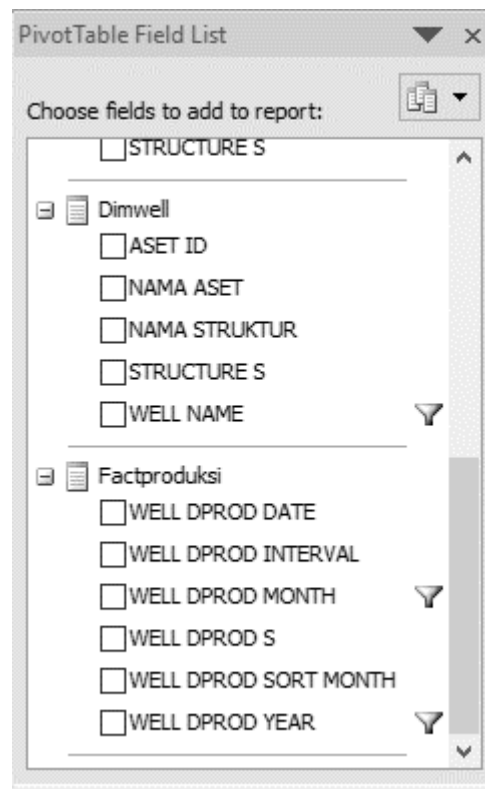 PivotTable Field List
Choose fields to add to report:
STRUCTURE S
Dimwell
ASET ID
NAMA ASET
NAMA STRUKTUR
STRUCTURE S
WELL NAME
Factproduksi
WELL DPROD DATE
WELL DPROD INTERVAL
WELL DPROD MONTH
WELL DPROD S
WELL DPROD SORT MONTH
WELL DPROD YEAR